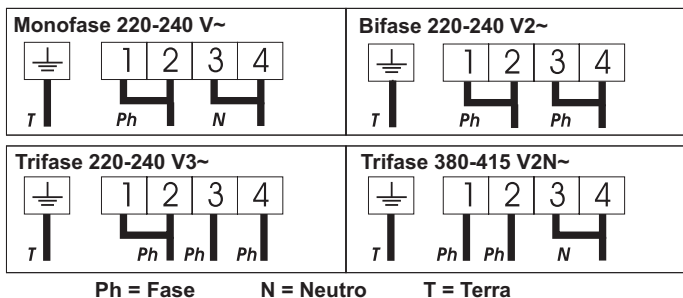 Monofase 220-240 V~
1 2 3 4
T Ph N
Bifase 220-240 V2~
1 2 3 4
T Ph Ph
Trifase 220-240 V3~
1 2 3 4
T Ph Ph Ph
Trifase 380-415 V2N~
1 2 3 4
T Ph Ph N
Ph = Fase N = Neutro T = Terra